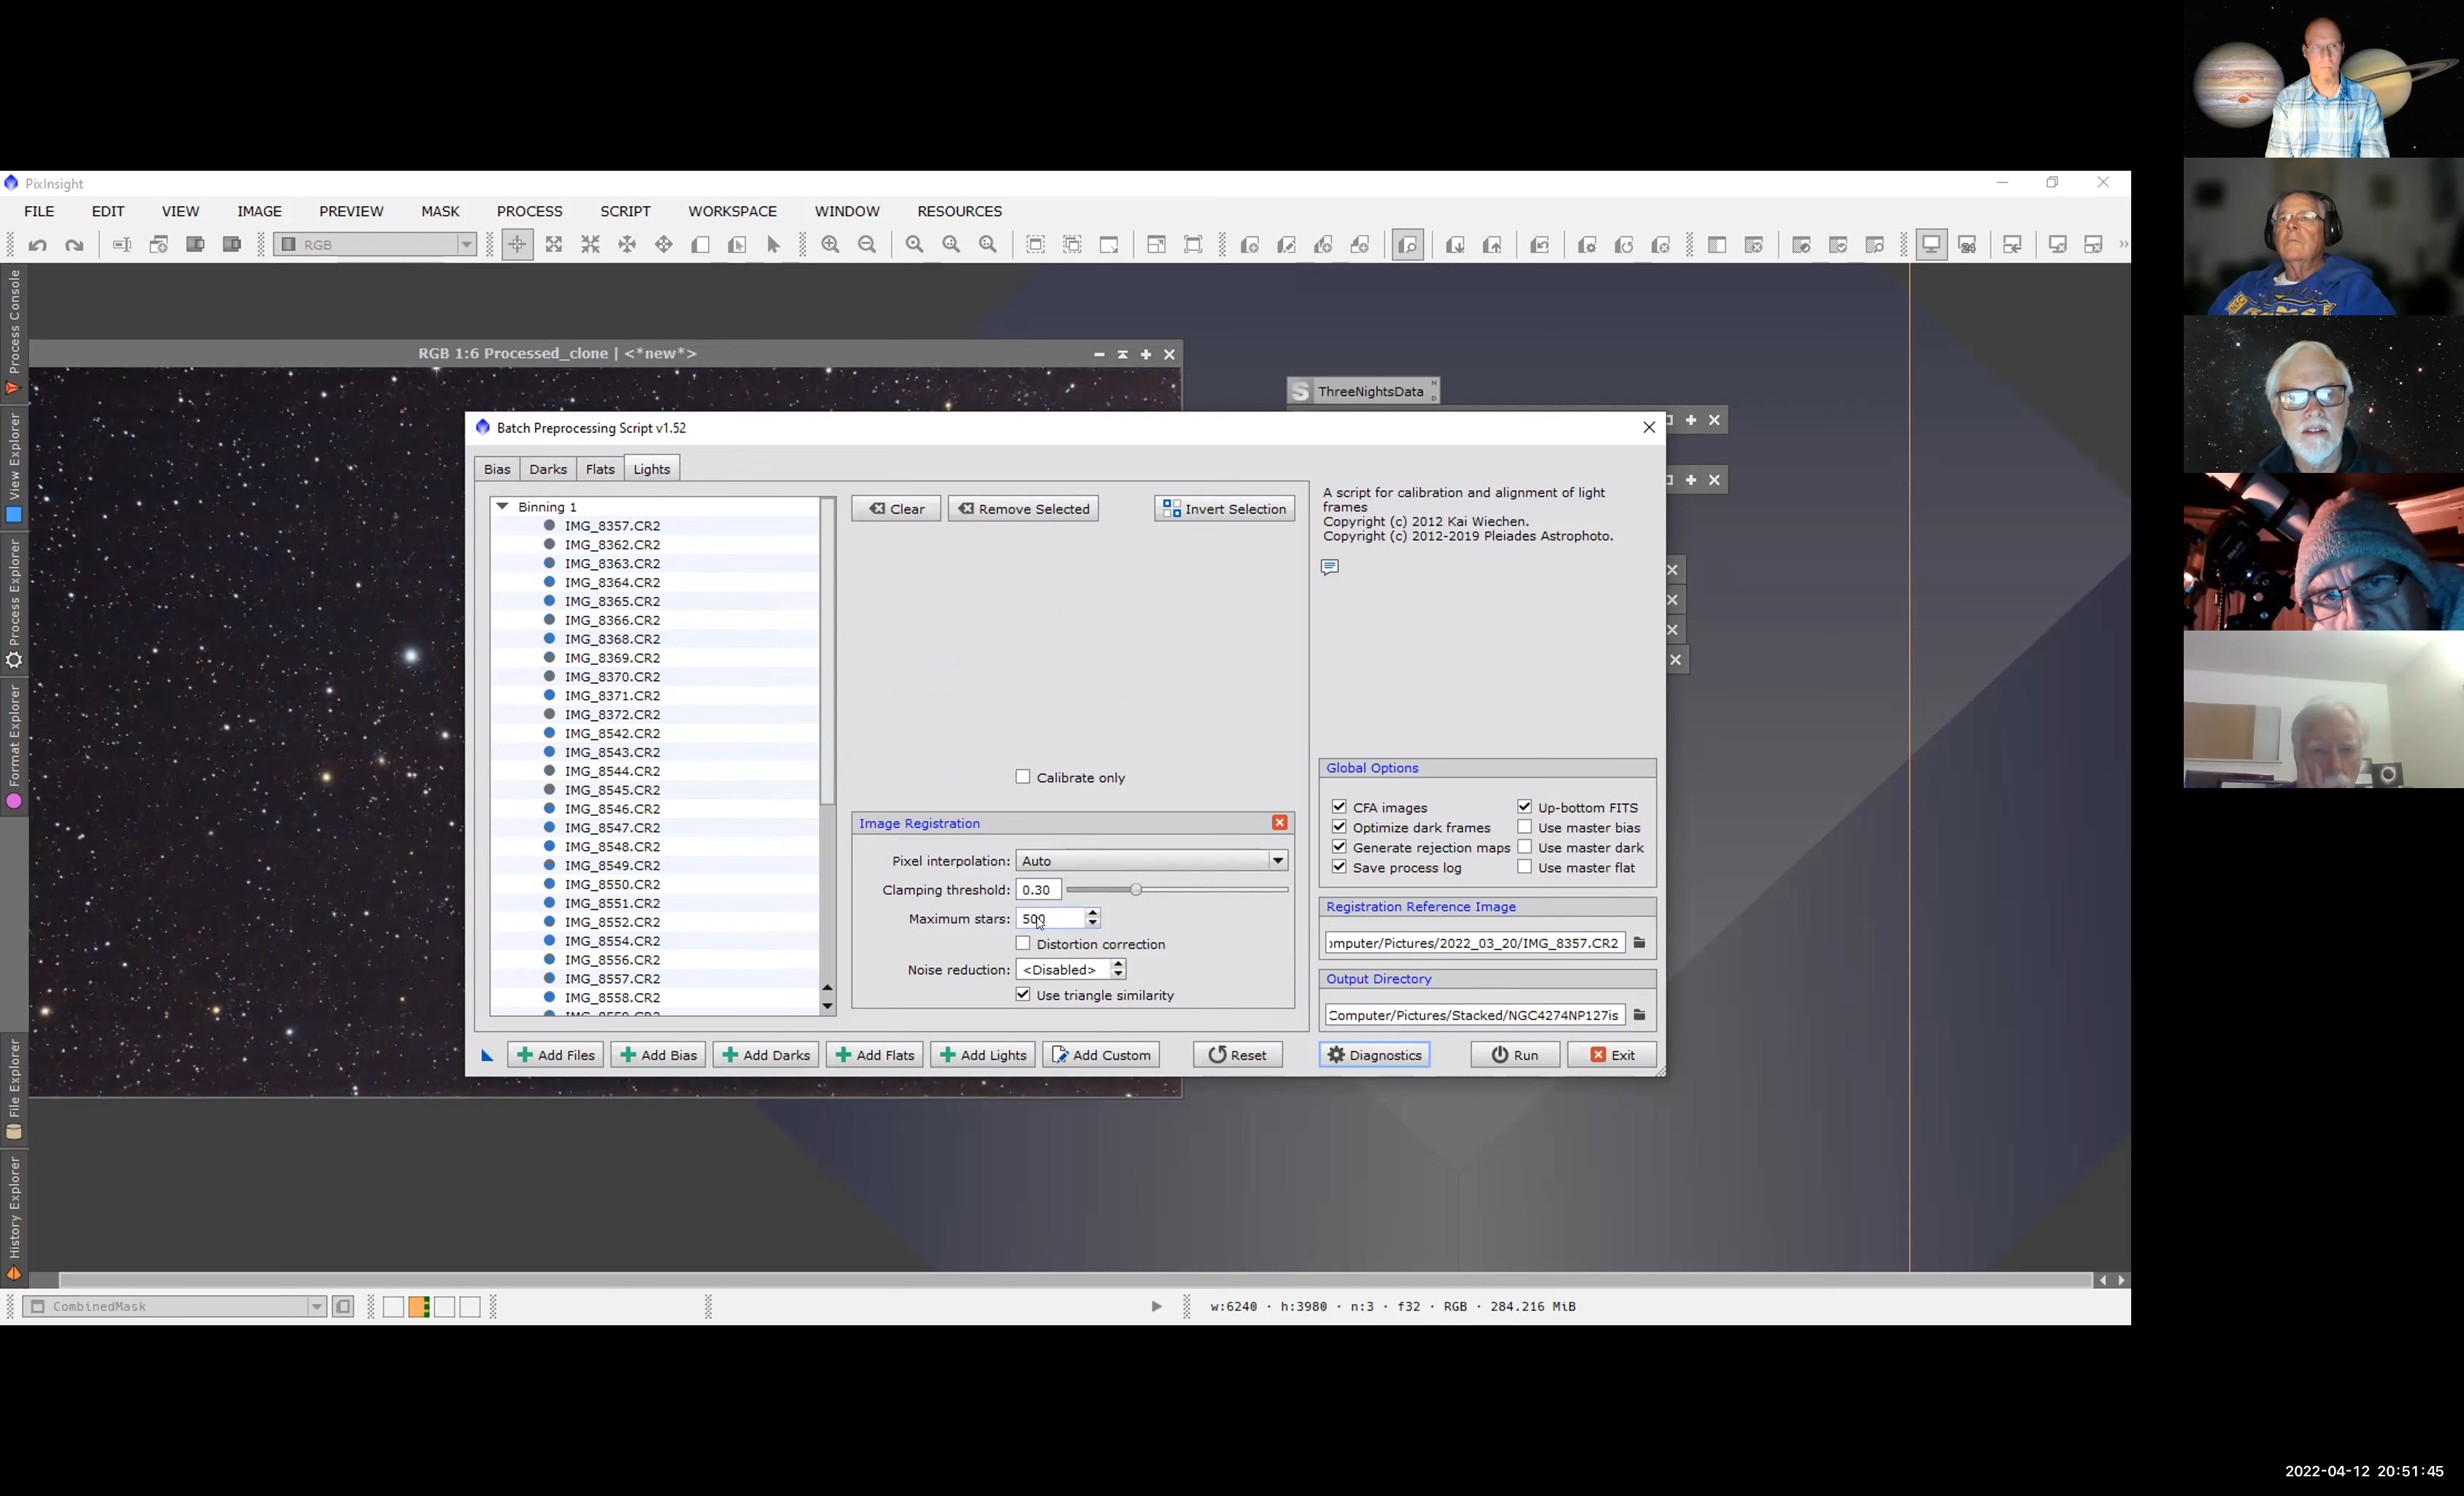 PixInsight
FILE EDIT VIEW IMAGE PREVIEW MASK PROCESS SCRIPT WORKSPACE WINDOW RESOURCES
RGB
Process Console
View Explorer
Process Explorer
Format Explorer
File Explorer
History Explorer
RGB 1:6 Processed_clone | <*new*>
ThreeNightsData
Batch Preprocessing Script v1.52
Bias Darks Flats Lights
Binning 1
IMG_8357.CR2
IMG_8362.CR2
IMG_8363.CR2
IMG_8364.CR2
IMG_8365.CR2
IMG_8366.CR2
IMG_8368.CR2
IMG_8369.CR2
IMG_8370.CR2
IMG_8371.CR2
IMG_8372.CR2
IMG_8542.CR2
IMG_8543.CR2
IMG_8544.CR2
IMG_8545.CR2
IMG_8546.CR2
IMG_8547.CR2
IMG_8548.CR2
IMG_8549.CR2
IMG_8550.CR2
IMG_8551.CR2
IMG_8552.CR2
IMG_8554.CR2
IMG_8556.CR2
IMG_8557.CR2
IMG_8558.CR2
Clear Remove Selected Invert Selection
Calibrate only
Image Registration
Pixel interpolation: Auto
Clamping threshold: 0.30
Maximum stars: 500
Distortion correction
Noise reduction: <Disabled>
Use triangle similarity
A script for calibration and alignment of light
frames
Copyright (c) 2012 Kai Wiechen.
Copyright (c) 2012-2019 Pleiades Astrophoto.
Global Options
CFA images Up-bottom FITS
Optimize dark frames Use master bias
Generate rejection maps Use master dark
Save process log Use master flat
Registration Reference Image
omputer/Pictures/2022_03_20/IMG_8357.CR2
Output Directory
Computer/Pictures/Stacked/NGC4274NP127is
Add Files Add Bias Add Darks Add Flats Add Lights Add Custom Reset Diagnostics Run Exit
CombinedMask
w:6240 · h:3980 · n:3 · f32 · RGB · 284.216 MiB
2022-04-12 20:51:45